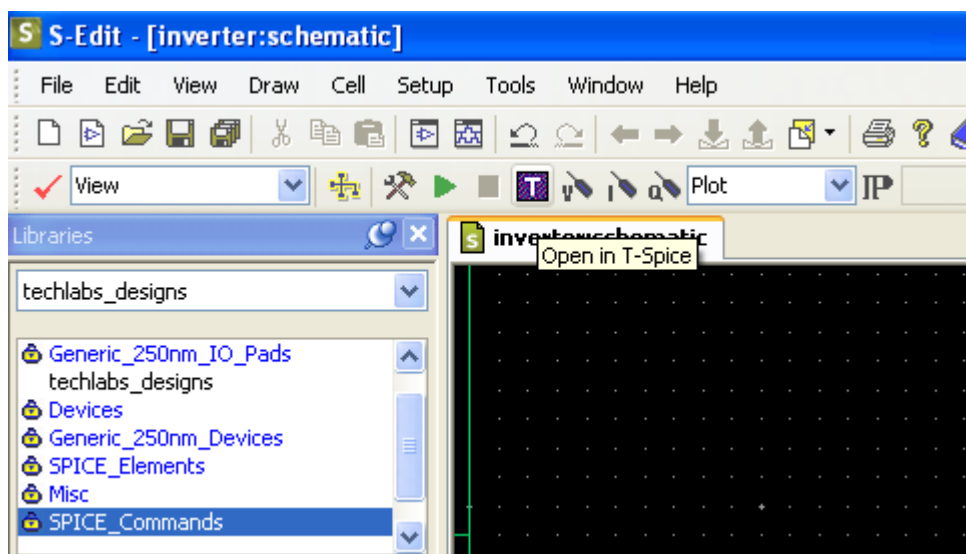 S S-Edit - [inverter:schematic]
File Edit View Draw Cell Setup Tools Window Help
View T V I Q Plot IP
Libraries
S inverter:schematic
Open in T-Spice
techlabs_designs
Generic_250nm_IO_Pads
techlabs_designs
Devices
Generic_250nm_Devices
SPICE_Elements
Misc
SPICE_Commands